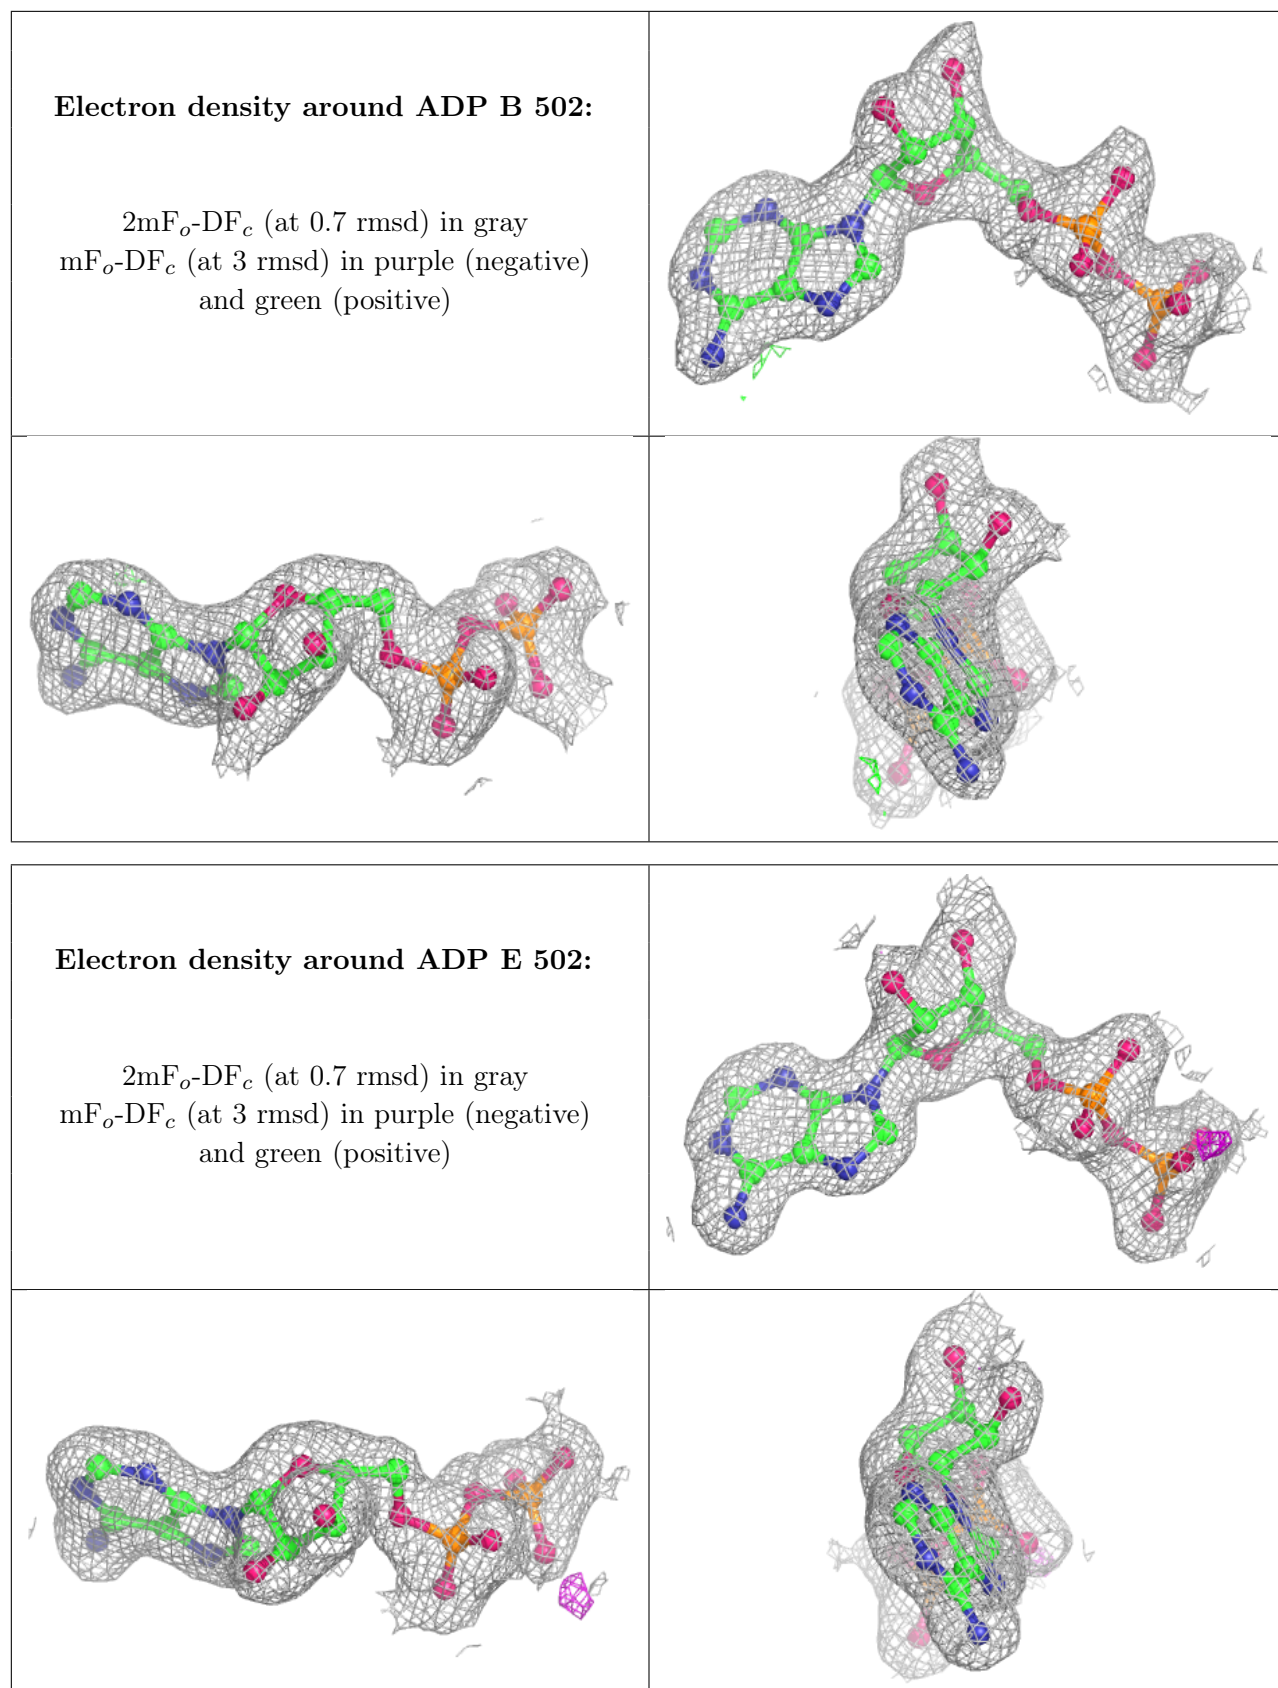 Electron density around ADP B 502:
2mFo-DFc (at 0.7 rmsd) in gray
mFo-DFc (at 3 rmsd) in purple (negative)
and green (positive)
Electron density around ADP E 502:
2mFo-DFc (at 0.7 rmsd) in gray
mFo-DFc (at 3 rmsd) in purple (negative)
and green (positive)